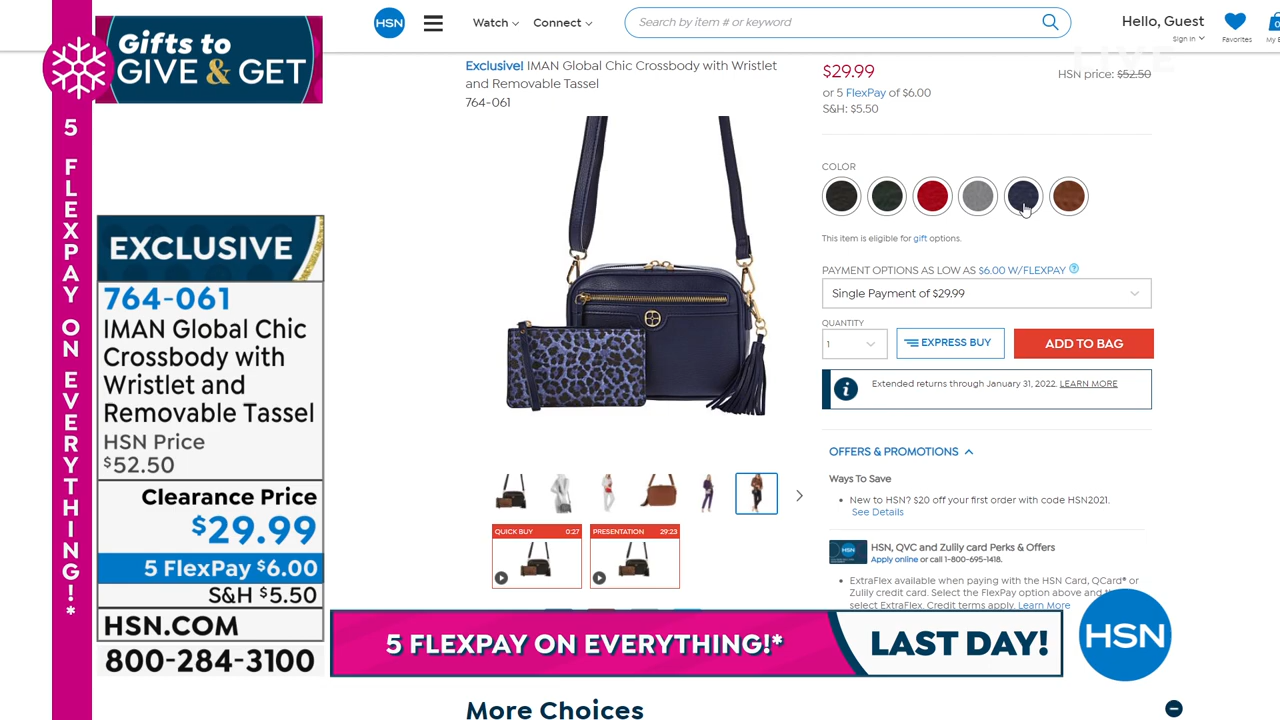 Gifts to
GIVE & GET
5 FLEXPAY ON EVERYTHING!*
EXCLUSIVE
764-061
IMAN Global Chic
Crossbody with
Wristlet and
Removable Tassel
HSN Price
$52.50
Clearance Price
$29.99
5 FlexPay $6.00
S&H $5.50
HSN.COM
800-284-3100
HSN
Watch
Connect
Search by item # or keyword
Hello, Guest
Sign In
Favorites
0
LIVE
Exclusive! IMAN Global Chic Crossbody with Wristlet
and Removable Tassel
764-061
$29.99
HSN price: $52.50
or 5 FlexPay of $6.00
S&H: $5.50
COLOR
This item is eligible for gift options.
PAYMENT OPTIONS AS LOW AS $6.00 W/FLEXPAY ?
Single Payment of $29.99
QUANTITY
1
EXPRESS BUY
ADD TO BAG
i
Extended returns through January 31, 2022. LEARN MORE
OFFERS & PROMOTIONS
Ways To Save
• New to HSN? $20 off your first order with code HSN2021.
See Details
HSN, QVC and Zulily card Perks & Offers
Apply online or call 1-800-695-1418.
• ExtraFlex available when paying with the HSN Card, QCard® or
Zulily credit card. Select the FlexPay option above and
select ExtraFlex. Credit terms apply. Learn More
QUICK BUY 0:27
PRESENTATION 29:23
5 FLEXPAY ON EVERYTHING!*
LAST DAY!
HSN
More Choices